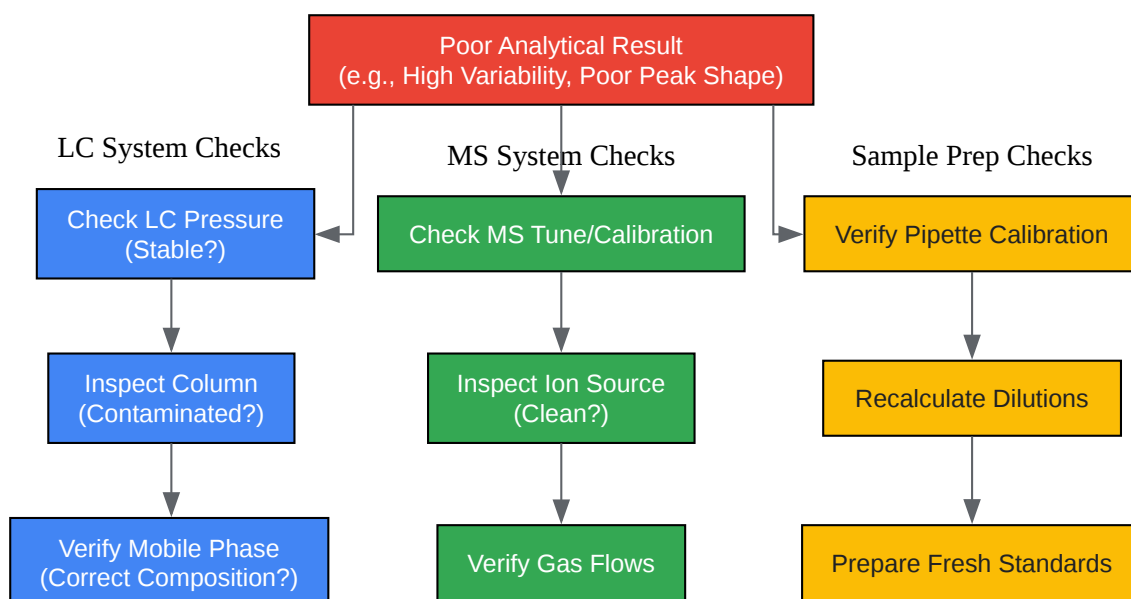 Poor Analytical Result
(e.g., High Variability, Poor Peak Shape)
LC System Checks
MS System Checks
Sample Prep Checks
Check LC Pressure
(Stable?)
Check MS Tune/Calibration
Verify Pipette Calibration
Inspect Column
(Contaminated?)
Inspect Ion Source
(Clean?)
Recalculate Dilutions
Verify Mobile Phase
(Correct Composition?)
Verify Gas Flows
Prepare Fresh Standards